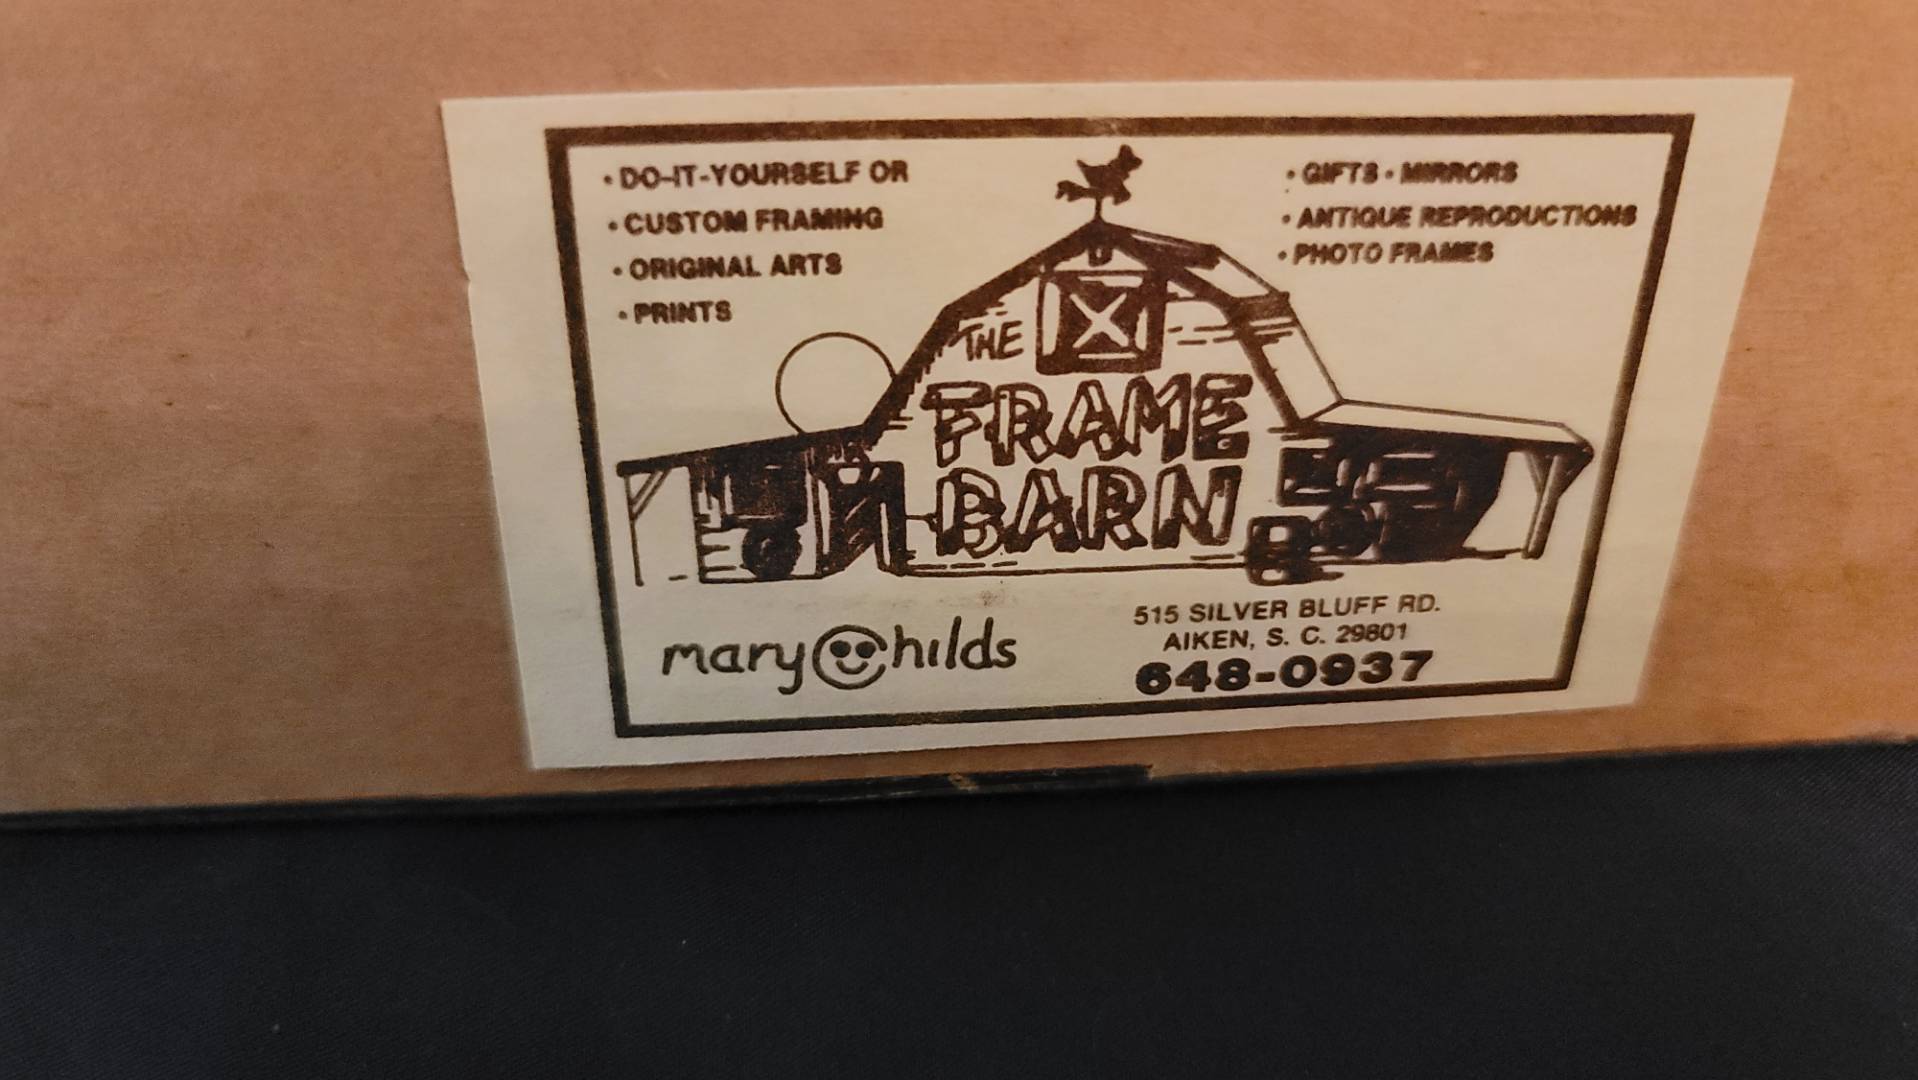 • DO-IT-YOURSELF OR
• CUSTOM FRAMING
• ORIGINAL ARTS
• PRINTS
• GIFTS • MIRRORS
• ANTIQUE REPRODUCTIONS
• PHOTO FRAMES
THE
FRAME
BARN
mary Childs
515 SILVER BLUFF RD.
AIKEN, S. C. 29801
648-0937